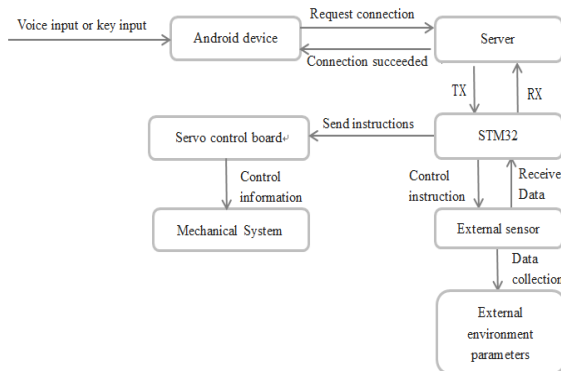 Voice input or key input
Request connection
Android device
Server
Connection succeeded
TX
RX
Send instructions
Servo control board
STM32
Control
information
Control
instruction
Receive
Data
Mechanical System
External sensor
Data
collection
External
environment
parameters